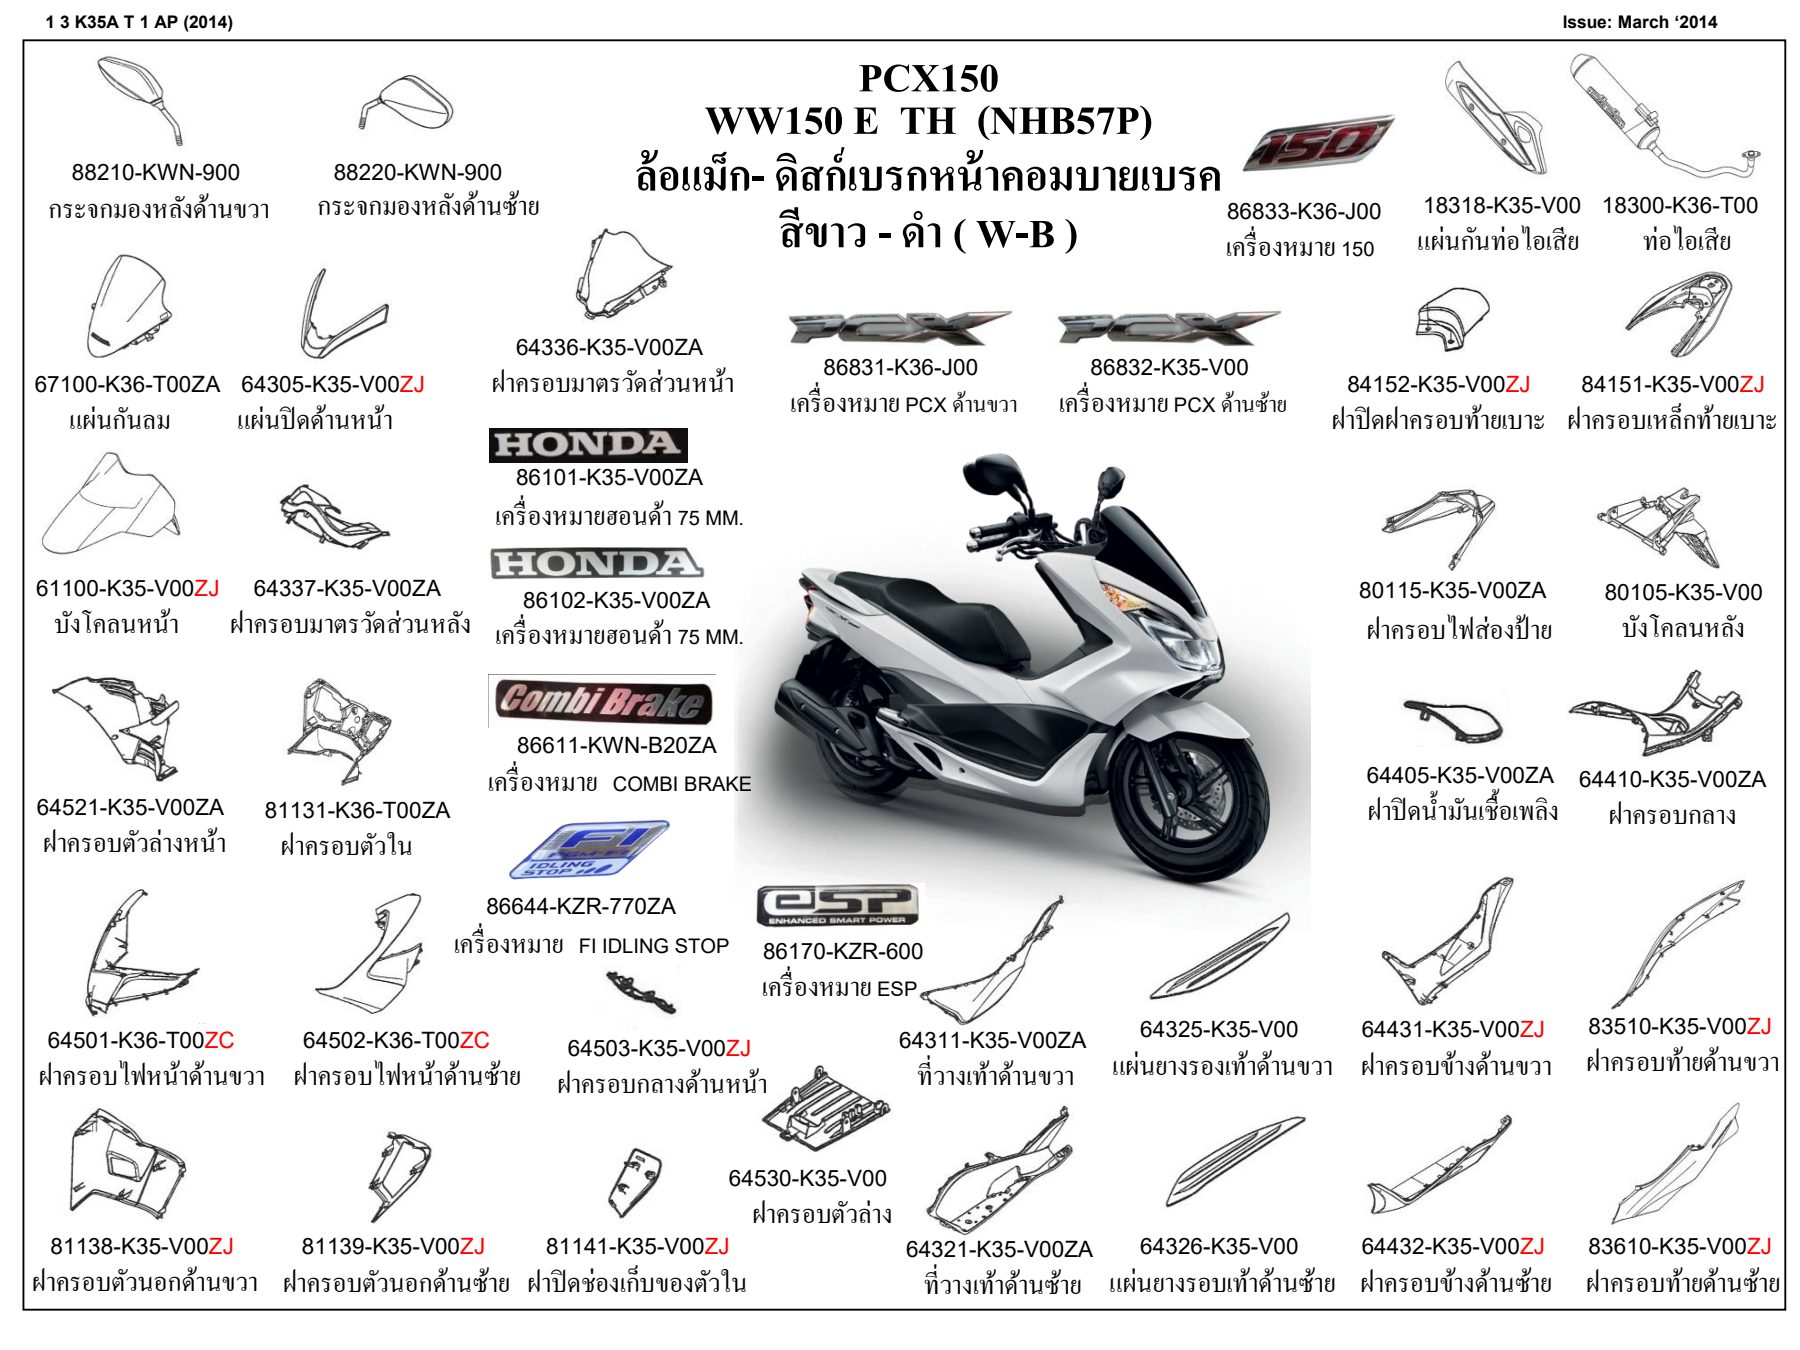 1 3 K35A T 1 AP (2014)
Issue: March ‘2014
PCX150
WW150 E TH (NHB57P)
ล้อแม็ก- ดิสก์เบรกหน้าคอมบายเบรค
สีขาว - ดำ ( W-B )
88210-KWN-900
กระจกมองหลังด้านขวา
88220-KWN-900
กระจกมองหลังด้านซ้าย
150
86833-K36-J00
เครื่องหมาย 150
18318-K35-V00
แผ่นกันท่อไอเสีย
18300-K36-T00
ท่อไอเสีย
67100-K36-T00ZA
แผ่นกันลม
64305-K35-V00ZJ
แผ่นปิดด้านหน้า
64336-K35-V00ZA
ฝาครอบมาตรวัดส่วนหน้า
PCX
86831-K36-J00
เครื่องหมาย PCX ด้านขวา
PCX
86832-K35-V00
เครื่องหมาย PCX ด้านซ้าย
84152-K35-V00ZJ
ฝาปิดฝาครอบท้ายเบาะ
84151-K35-V00ZJ
ฝาครอบเหล็กท้ายเบาะ
HONDA
86101-K35-V00ZA
เครื่องหมายฮอนด้า 75 MM.
HONDA
86102-K35-V00ZA
เครื่องหมายฮอนด้า 75 MM.
61100-K35-V00ZJ
บังโคลนหน้า
64337-K35-V00ZA
ฝาครอบมาตรวัดส่วนหลัง
80115-K35-V00ZA
ฝาครอบไฟส่องป้าย
80105-K35-V00
บังโคลนหลัง
Combi Brake
86611-KWN-B20ZA
เครื่องหมาย COMBI BRAKE
64521-K35-V00ZA
ฝาครอบตัวล่างหน้า
81131-K36-T00ZA
ฝาครอบตัวใน
64405-K35-V00ZA
ฝาปิดน้ำมันเชื้อเพลิง
64410-K35-V00ZA
ฝาครอบกลาง
FI
PGM-FI
IDLING
STOP
86644-KZR-770ZA
เครื่องหมาย FI IDLING STOP
eSP
ENHANCED SMART POWER
86170-KZR-600
เครื่องหมาย ESP
64501-K36-T00ZC
ฝาครอบไฟหน้าด้านขวา
64502-K36-T00ZC
ฝาครอบไฟหน้าด้านซ้าย
64503-K35-V00ZJ
ฝาครอบกลางด้านหน้า
64311-K35-V00ZA
ที่วางเท้าด้านขวา
64325-K35-V00
แผ่นยางรองเท้าด้านขวา
64431-K35-V00ZJ
ฝาครอบข้างด้านขวา
83510-K35-V00ZJ
ฝาครอบท้ายด้านขวา
64530-K35-V00
ฝาครอบตัวล่าง
81138-K35-V00ZJ
ฝาครอบตัวนอกด้านขวา
81139-K35-V00ZJ
ฝาครอบตัวนอกด้านซ้าย
81141-K35-V00ZJ
ฝาปิดช่องเก็บของตัวใน
64321-K35-V00ZA
ที่วางเท้าด้านซ้าย
64326-K35-V00
แผ่นยางรอบเท้าด้านซ้าย
64432-K35-V00ZJ
ฝาครอบข้างด้านซ้าย
83610-K35-V00ZJ
ฝาครอบท้ายด้านซ้าย